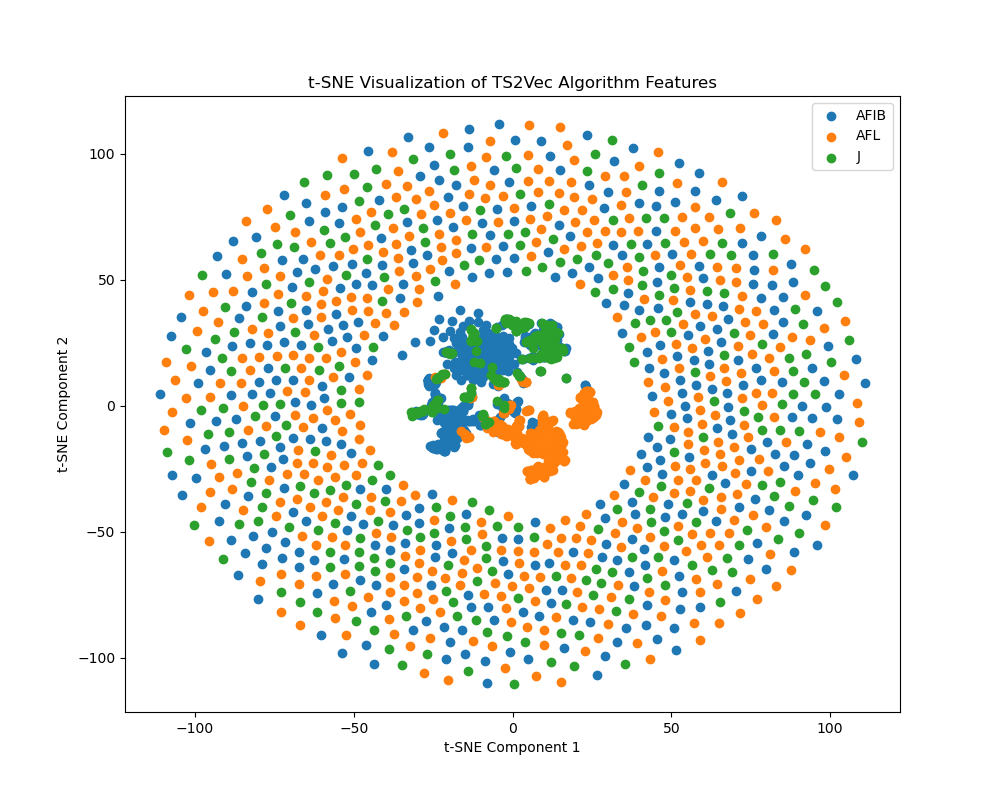 t-SNE Visualization of TS2Vec Algorithm Features
AFIB
AFL
J
100
50
0
−50
−100
t-SNE Component 2
−100
−50
0
50
100
t-SNE Component 1